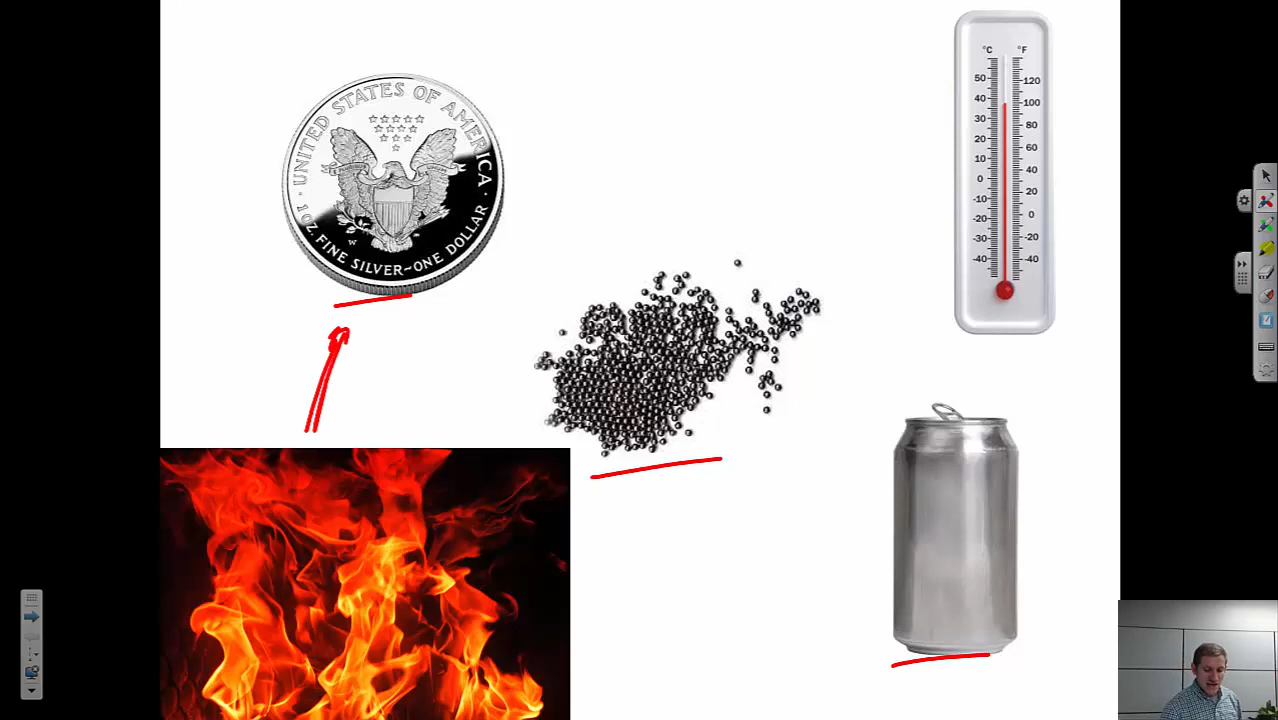 UNITED STATES OF AMERICA
1 OZ. FINE SILVER~ONE DOLLAR
W
°C °F
50 120
40 100
30 80
20 60
10 40
0 20
-10 0
-20 -20
-30 -40
-40